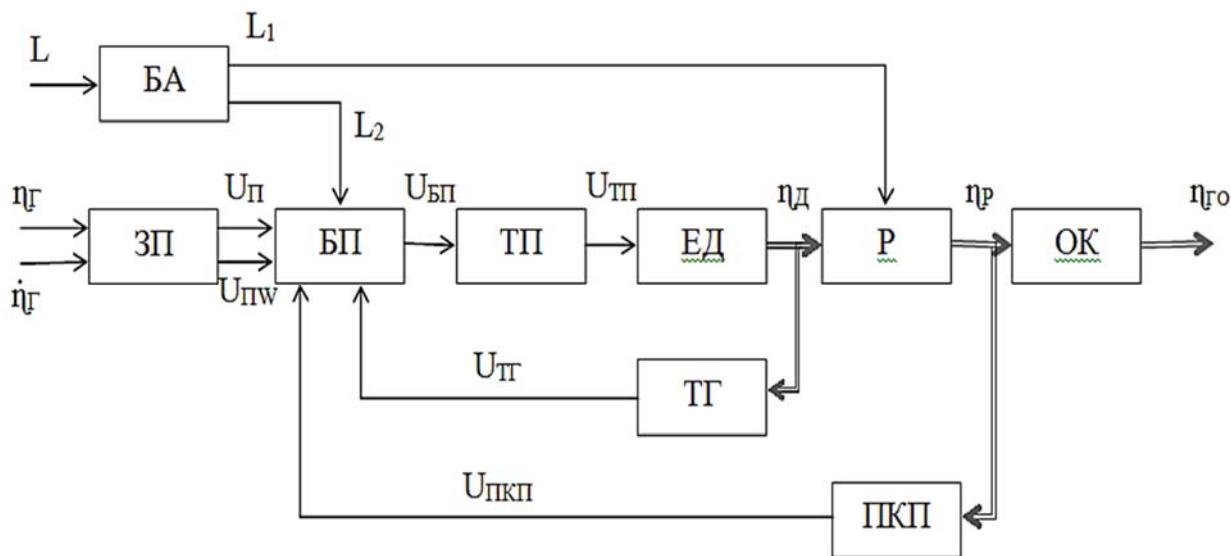 L₁
L
БА
L₂
ηГ
UП
UБП
UТП
ηД
ηР
ηГО
ЗП
БП
ТП
ЕД
Р
ОК
η̇Г
UПW
UТГ
ТГ
UПКП
ПКП